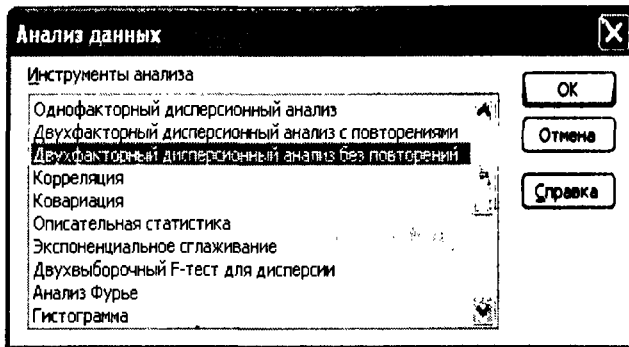 Анализ данных
Инструменты анализа
Однофакторный дисперсионный анализ
Двухфакторный дисперсионный анализ с повторениями
Двухфакторный дисперсионный анализ без повторений
Корреляция
Ковариация
Описательная статистика
Экспоненциальное сглаживание
Двухвыборочный F-тест для дисперсии
Анализ Фурье
Гистограмма
ОК
Отмена
Справка